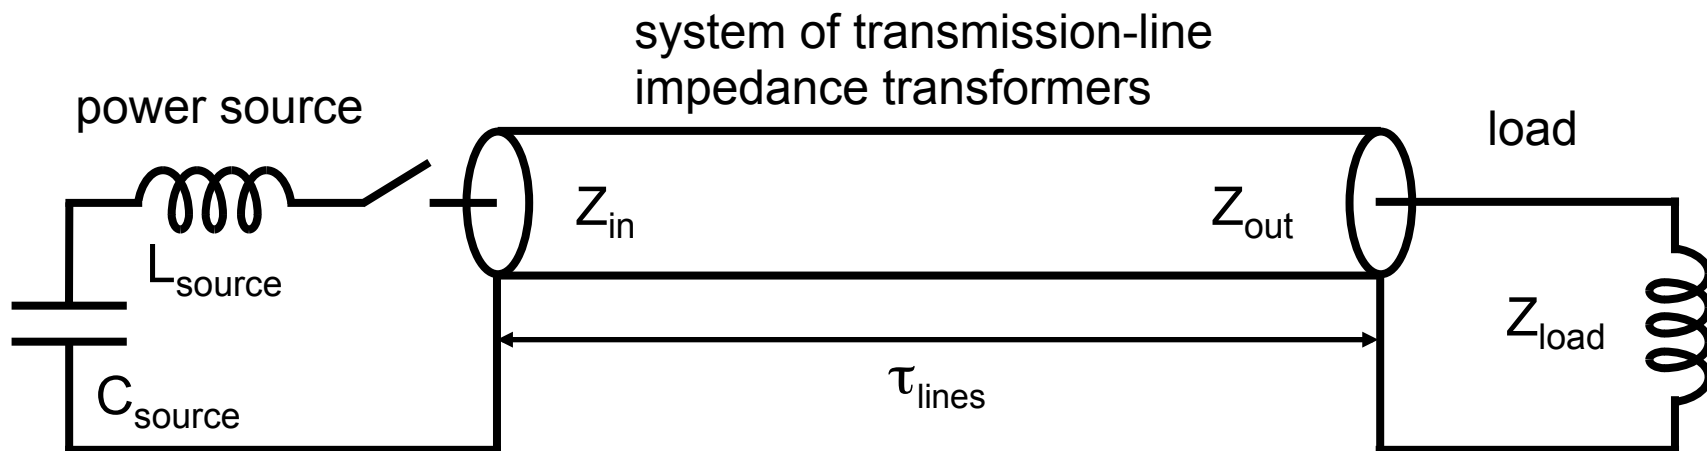 system of transmission-line
impedance transformers
power source
load
Z_in
Z_out
L_source
Z_load
τ_lines
C_source